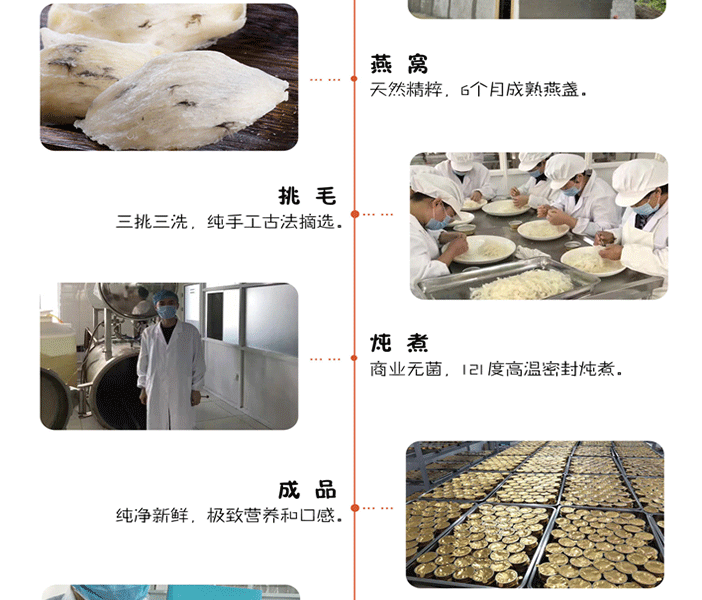 燕窝
天然精粹，6个月成熟燕盏。
挑毛
三挑三洗，纯手工古法摘选。
炖煮
商业无菌，121度高温密封炖煮。
成品
纯净新鲜，极致营养和口感。